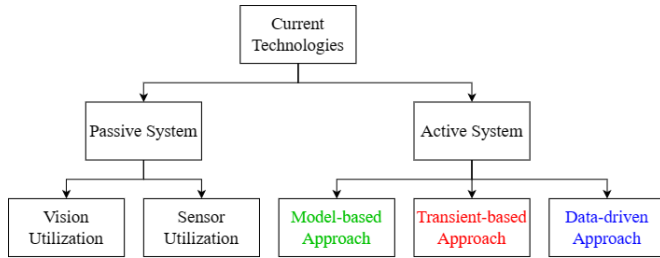 Current
Technologies
Passive System
Active System
Vision
Utilization
Sensor
Utilization
Model-based
Approach
Transient-based
Approach
Data-driven
Approach